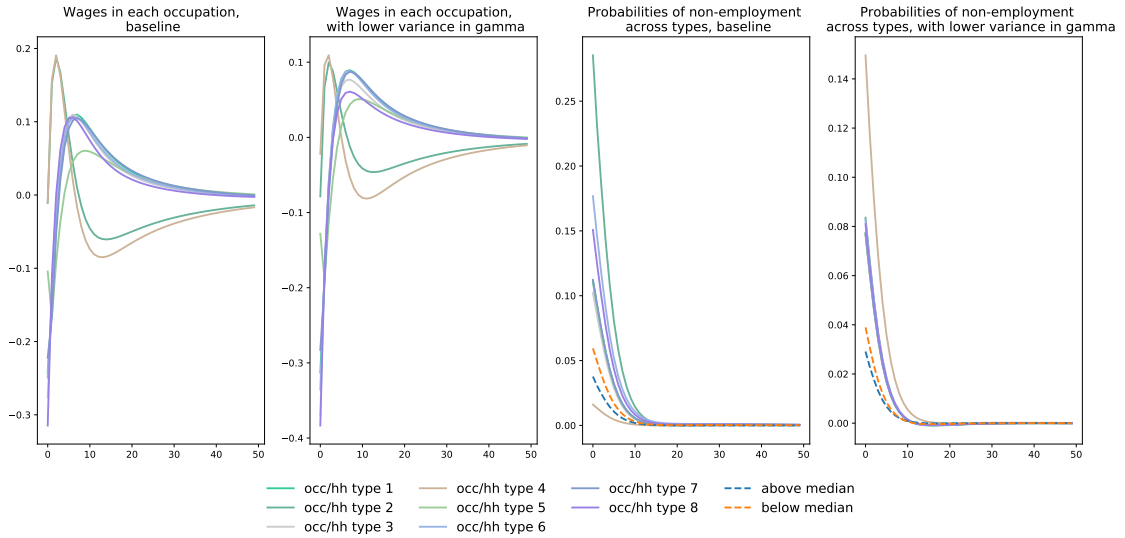 Wages in each occupation,
baseline
0.2
0.1
0.0
−0.1
−0.2
−0.3
0
10
20
30
40
50
Wages in each occupation,
with lower variance in gamma
0.1
0.0
−0.1
−0.2
−0.3
−0.4
0
10
20
30
40
50
Probabilities of non-employment
across types, baseline
0.25
0.20
0.15
0.10
0.05
0.00
0
10
20
30
40
50
Probabilities of non-employment
across types, with lower variance in gamma
0.14
0.12
0.10
0.08
0.06
0.04
0.02
0.00
0
10
20
30
40
50
occ/hh type 1
occ/hh type 2
occ/hh type 3
occ/hh type 4
occ/hh type 5
occ/hh type 6
occ/hh type 7
occ/hh type 8
above median
below median